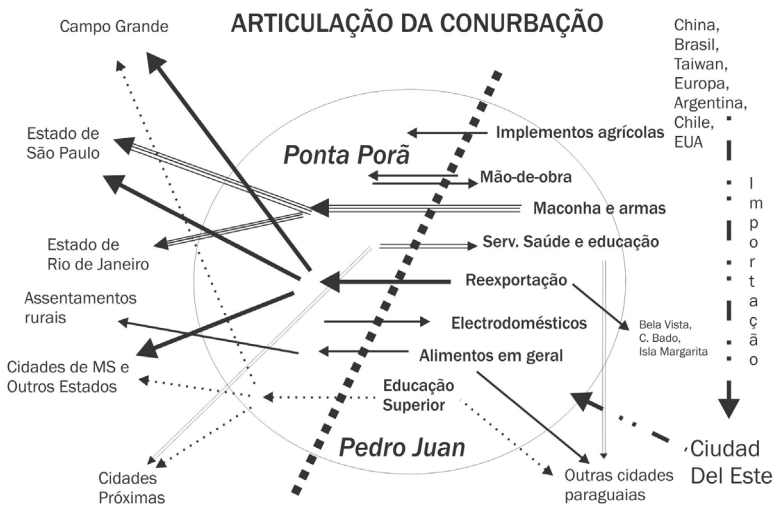 ARTICULAÇÃO DA CONURBAÇÃO
Campo Grande
China,
Brasil,
Taiwan,
Europa,
Argentina,
Chile,
EUA
Estado de
São Paulo
Ponta Porã
Implementos agrícolas
Mão-de-obra
Maconha e armas
Serv. Saúde e educação
Importação
Estado de
Rio de Janeiro
Reexportação
Assentamentos
rurais
Electrodomésticos
Bela Vista,
C. Bado,
Isla Margarita
Alimentos em geral
Cidades de MS e
Outros Estados
Educação
Superior
Pedro Juan
Ciudad
Del Este
Cidades
Próximas
Outras cidades
paraguaias